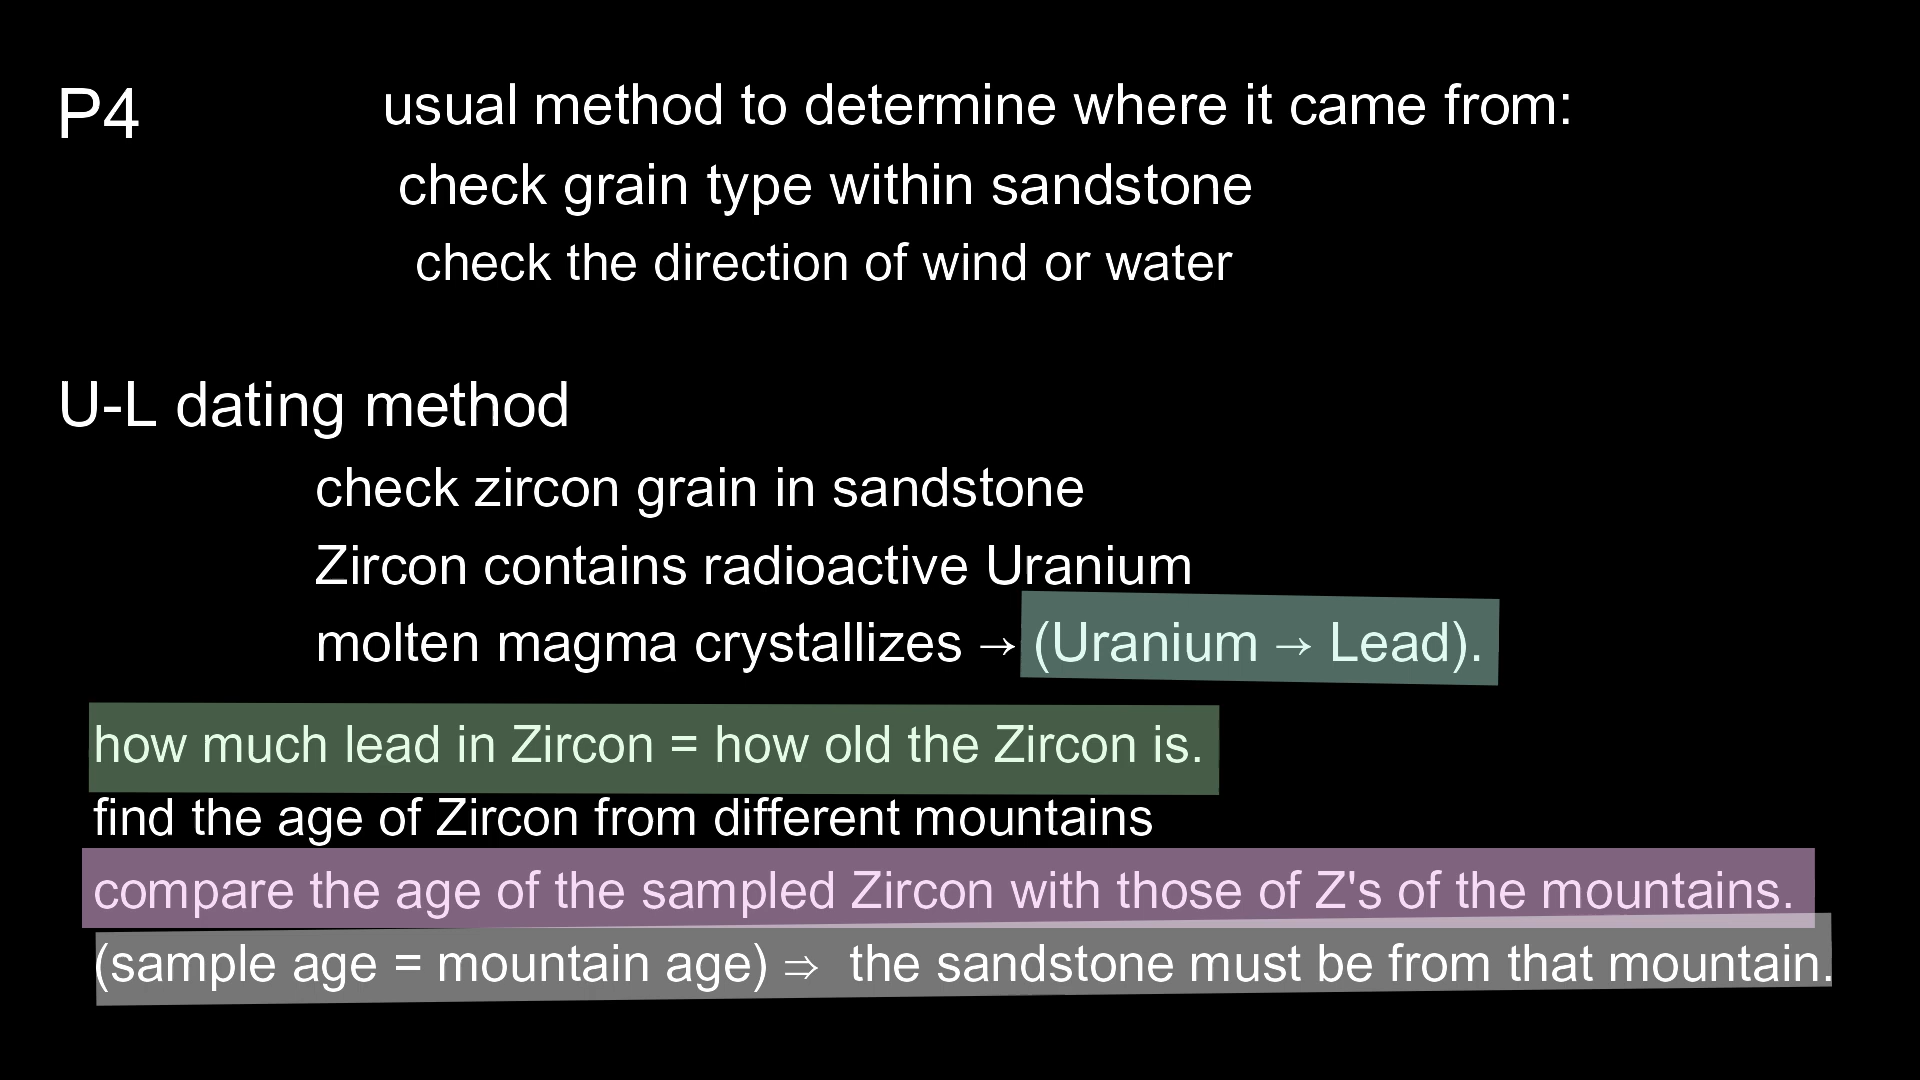 P4
usual method to determine where it came from:
check grain type within sandstone
check the direction of wind or water
U-L dating method
check zircon grain in sandstone
Zircon contains radioactive Uranium
molten magma crystallizes → (Uranium → Lead).
how much lead in Zircon = how old the Zircon is.
find the age of Zircon from different mountains
compare the age of the sampled Zircon with those of Z's of the mountains.
(sample age = mountain age) ⇒ the sandstone must be from that mountain.